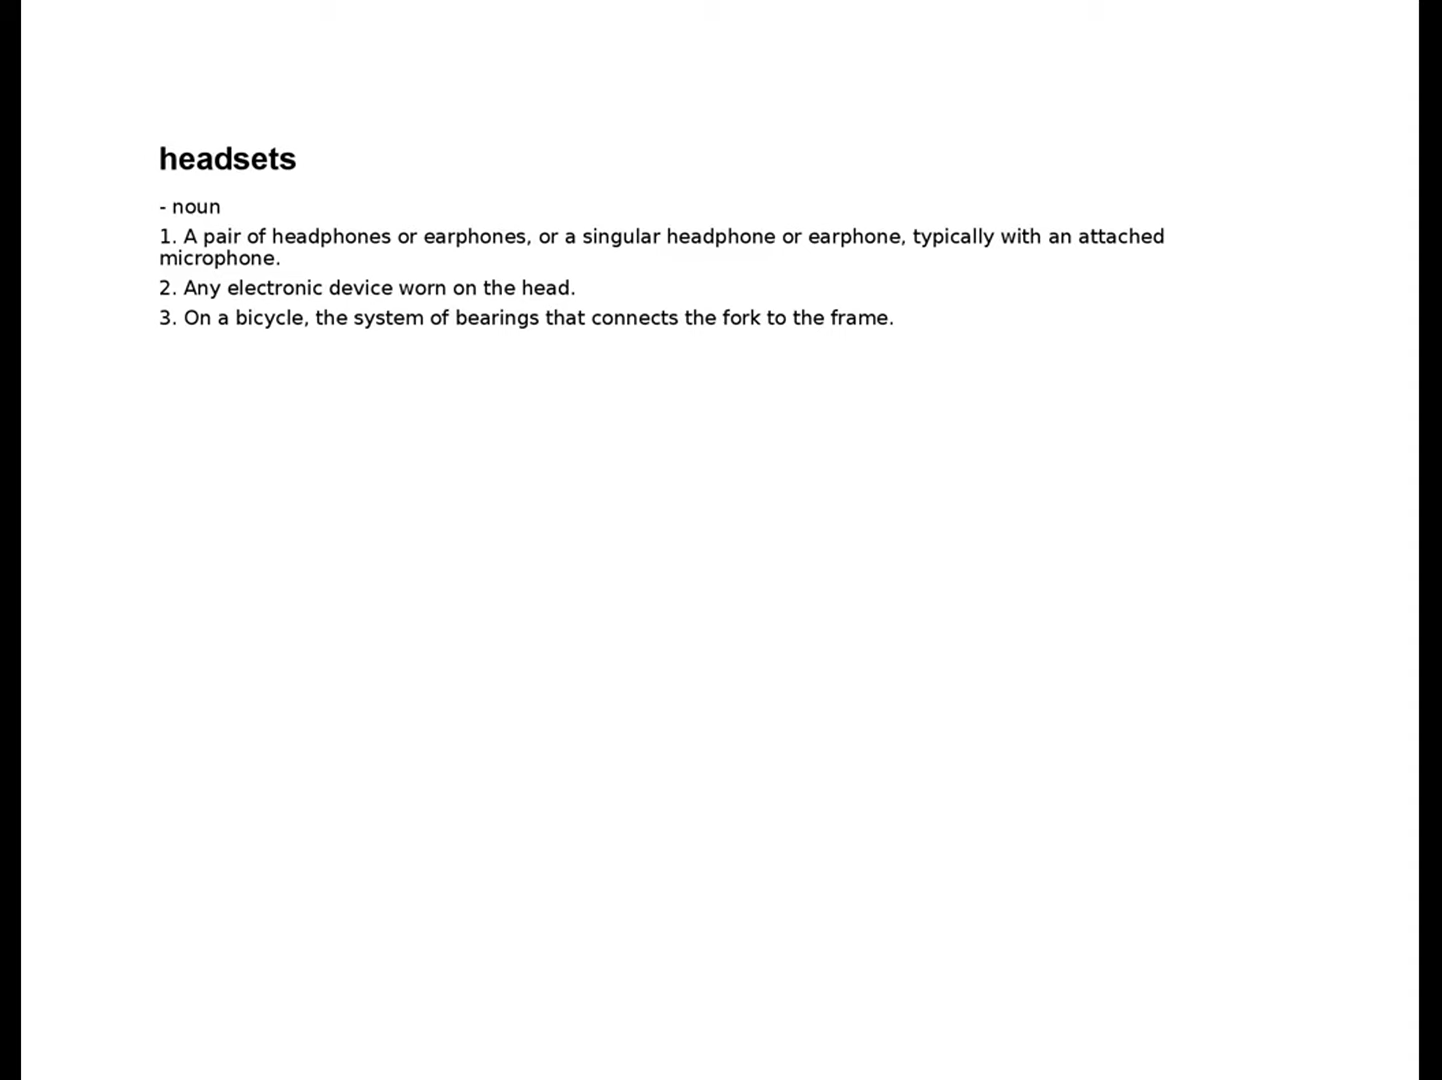 headsets
- noun
1. A pair of headphones or earphones, or a singular headphone or earphone, typically with an attached
microphone.
2. Any electronic device worn on the head.
3. On a bicycle, the system of bearings that connects the fork to the frame.